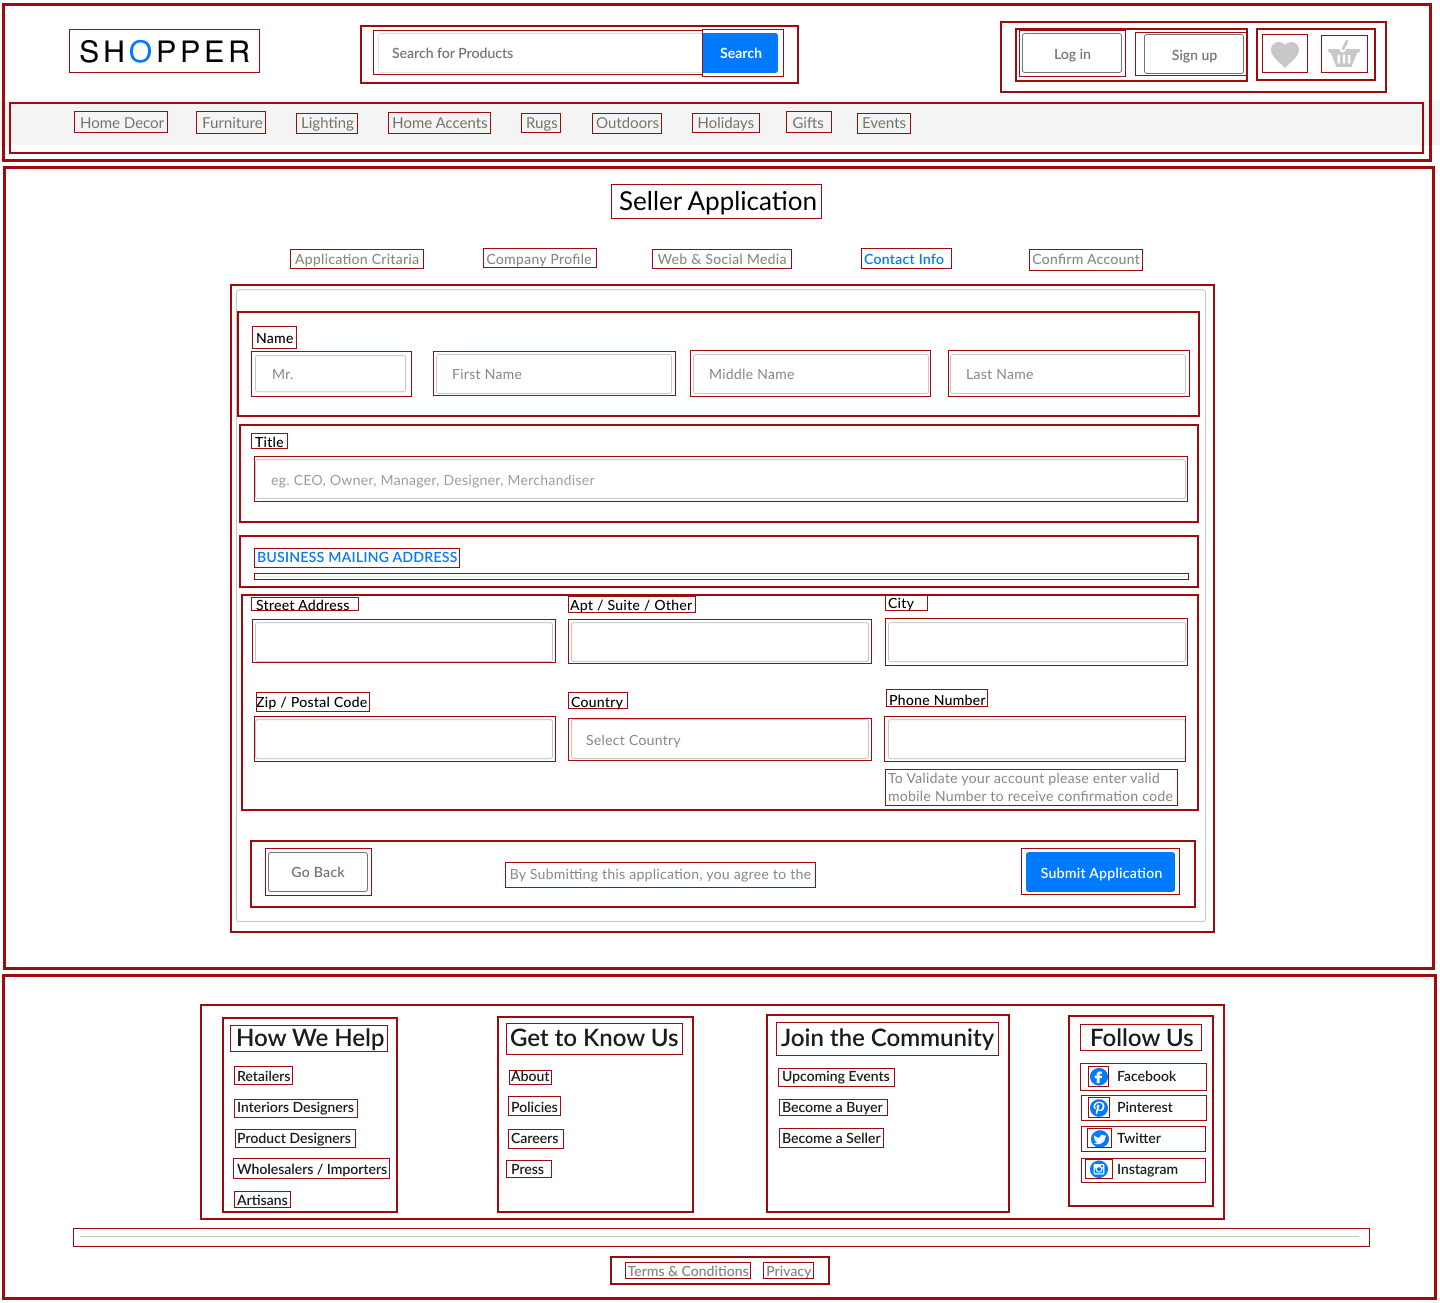 SHOPPER
Search for Products
Search
Log in
Sign up
Home Decor
Furniture
Lighting
Home Accents
Rugs
Outdoors
Holidays
Gifts
Events
Seller Application
Application Critaria
Company Profile
Web & Social Media
Contact Info
Confirm Account
Name
Mr.
First Name
Middle Name
Last Name
Title
eg. CEO, Owner, Manager, Designer, Merchandiser
BUSINESS MAILING ADDRESS
Street Address
Apt / Suite / Other
City
Zip / Postal Code
Country
Phone Number
Select Country
To Validate your account please enter valid
mobile Number to receive confirmation code
Go Back
By Submitting this application, you agree to the
Submit Application
How We Help
Retailers
Interiors Designers
Product Designers
Wholesalers / Importers
Artisans
Get to Know Us
About
Policies
Careers
Press
Join the Community
Upcoming Events
Become a Buyer
Become a Seller
Follow Us
Facebook
Pinterest
Twitter
Instagram
Terms & Conditions
Privacy